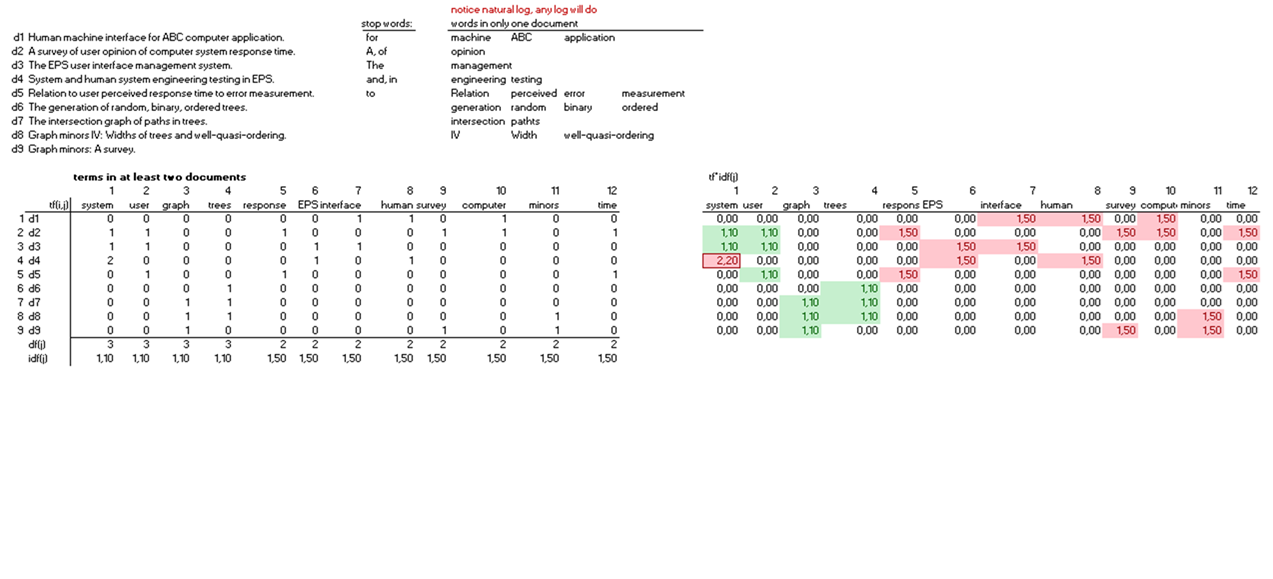 notice natural log, any log will do
stop words: words in only one document
d1 Human machine interface for ABC computer application. for machine ABC application
d2 A survey of user opinion of computer system response time. A, of opinion
d3 The EPS user interface management system. The management
d4 System and human system engineering testing in EPS. and, in engineering testing
d5 Relation to user perceived response time to error measurement. to Relation perceived error measurement
d6 The generation of random, binary, ordered trees. generation random binary ordered
d7 The intersection graph of paths in trees. intersection pathts
d8 Graph minors IV: Widths of trees and well-quasi-ordering. IV Width well-quasi-ordering
d9 Graph minors: A survey.
terms in at least two documents tf*idf(j)
1 2 3 4 5 6 7 8 9 10 11 12 1 2 3 4 5 6 7 8 9 10 11 12
tf(i,j) system user graph trees response EPS interface human survey computer minors time system user graph trees respons EPS interface human survey comput minors time
1 d1 0 0 0 0 0 0 1 1 0 1 0 0 0,00 0,00 0,00 0,00 0,00 0,00 1,50 1,50 0,00 1,50 0,00 0,00
2 d2 1 1 0 0 1 0 0 0 1 1 0 1 1,10 1,10 0,00 0,00 1,50 0,00 0,00 0,00 1,50 1,50 0,00 1,50
3 d3 1 1 0 0 0 1 1 0 0 0 0 0 1,10 1,10 0,00 0,00 0,00 1,50 1,50 0,00 0,00 0,00 0,00 0,00
4 d4 2 0 0 0 0 1 0 1 0 0 0 0 2,20 0,00 0,00 0,00 0,00 1,50 0,00 1,50 0,00 0,00 0,00 0,00
5 d5 0 1 0 0 1 0 0 0 0 0 0 1 0,00 1,10 0,00 0,00 1,50 0,00 0,00 0,00 0,00 0,00 0,00 1,50
6 d6 0 0 0 1 0 0 0 0 0 0 0 0 0,00 0,00 0,00 1,10 0,00 0,00 0,00 0,00 0,00 0,00 0,00 0,00
7 d7 0 0 1 1 0 0 0 0 0 0 0 0 0,00 0,00 1,10 1,10 0,00 0,00 0,00 0,00 0,00 0,00 0,00 0,00
8 d8 0 0 1 1 0 0 0 0 0 0 1 0 0,00 0,00 1,10 1,10 0,00 0,00 0,00 0,00 0,00 0,00 1,50 0,00
9 d9 0 0 1 0 0 0 0 0 1 0 1 0 0,00 0,00 1,10 0,00 0,00 0,00 0,00 0,00 1,50 0,00 1,50 0,00
df(j) 3 3 3 3 2 2 2 2 2 2 2 2
idf(j) 1,10 1,10 1,10 1,10 1,50 1,50 1,50 1,50 1,50 1,50 1,50 1,50